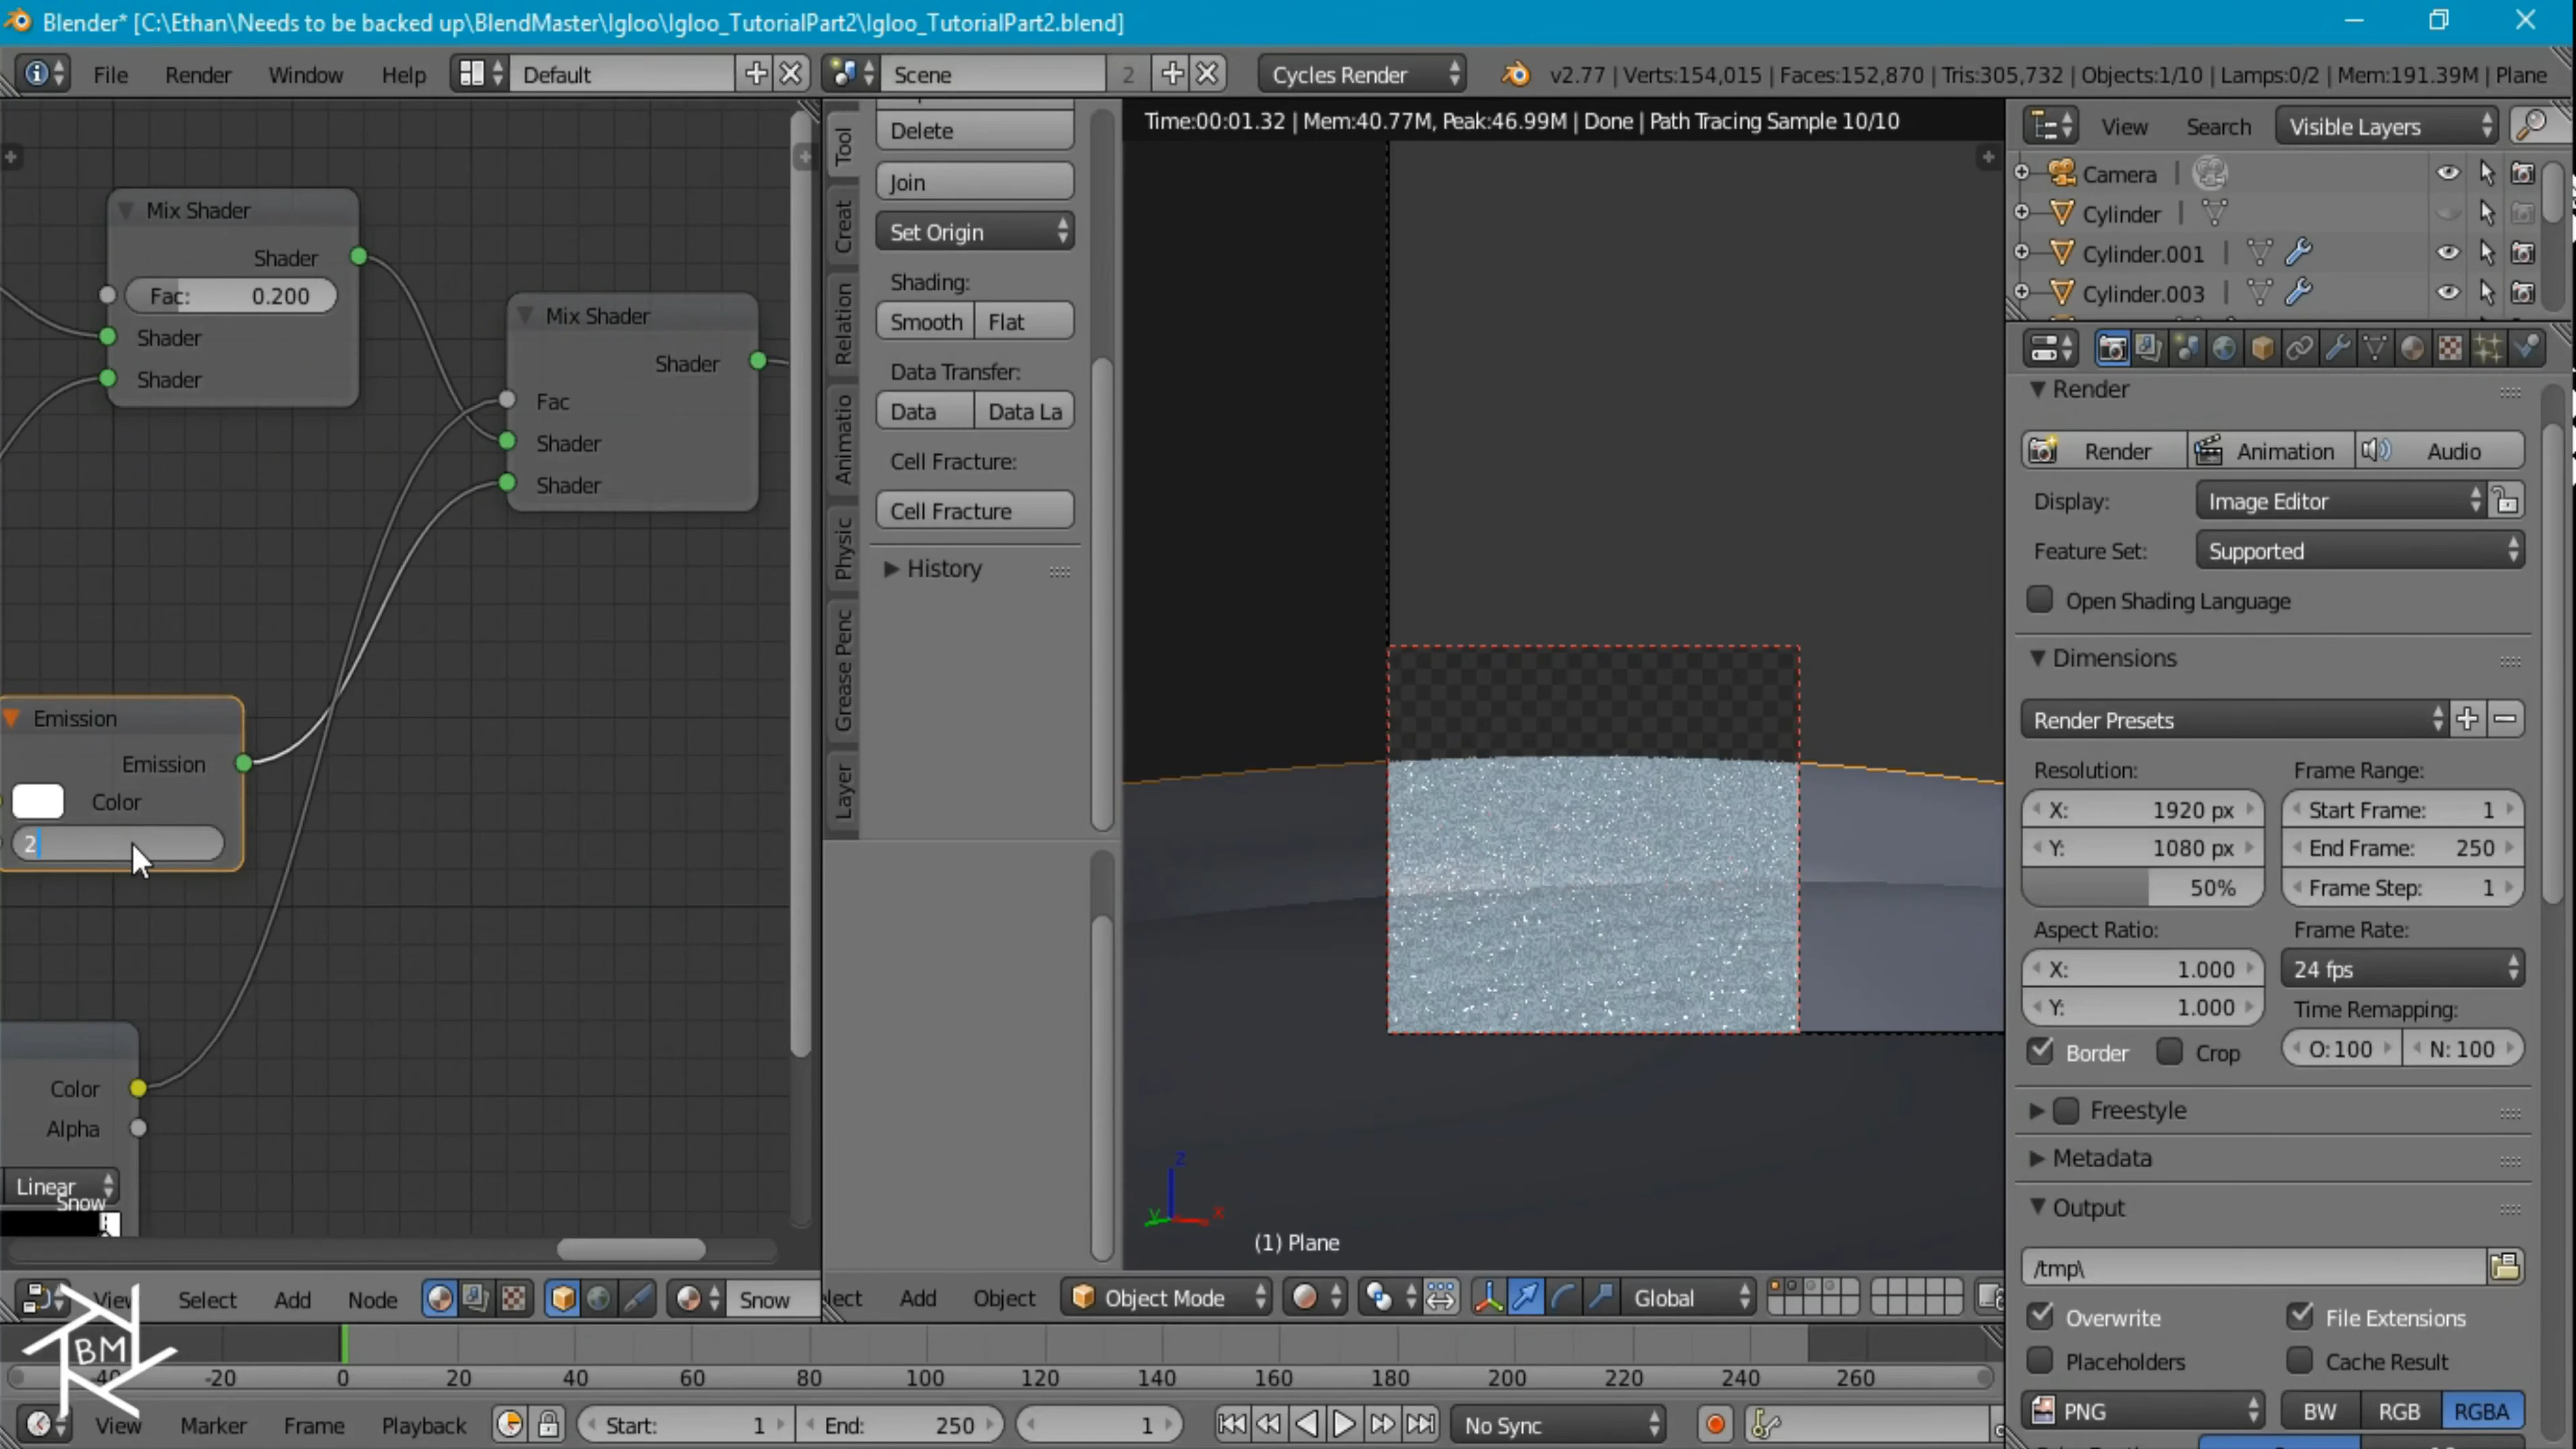 Blender* [C:\Ethan\Needs to be backed up\BlendMaster\Igloo\Igloo_TutorialPart2\Igloo_TutorialPart2.blend]
File Render Window Help Default Scene 2 Cycles Render v2.77 | Verts:154,015 | Faces:152,870 | Tris:305,732 | Objects:1/10 | Lamps:0/2 | Mem:191.39M | Plane
Mix Shader
Shader
Fac: 0.200
Shader
Shader
Mix Shader
Shader
Fac
Shader
Shader
Emission
Emission
Color
2
Color
Alpha
Linear
Snow
View Select Add Node Snow
Tool
Creat
Relation
Animatio
Physic
Grease Penc
Layer
Delete
Join
Set Origin
Shading:
Smooth Flat
Data Transfer:
Data Data La
Cell Fracture:
Cell Fracture
History
Time:00:01.32 | Mem:40.77M, Peak:46.99M | Done | Path Tracing Sample 10/10
z
y x
(1) Plane
lect Add Object Object Mode Global
View Search Visible Layers
Camera
Cylinder
Cylinder.001
Cylinder.003
Render
Render Animation Audio
Display: Image Editor
Feature Set: Supported
Open Shading Language
Dimensions
Render Presets
Resolution: Frame Range:
X: 1920 px Start Frame: 1
Y: 1080 px End Frame: 250
50% Frame Step: 1
Aspect Ratio: Frame Rate:
X: 1.000 24 fps
Y: 1.000 Time Remapping:
Border Crop O: 100 N: 100
Freestyle
Metadata
Output
/tmp\
Overwrite File Extensions
Placeholders Cache Result
PNG BW RGB RGBA
BM
-40 -20 0 20 40 60 80 100 120 140 160 180 200 220 240 260
View Marker Frame Playback Start: 1 End: 250 1 No Sync